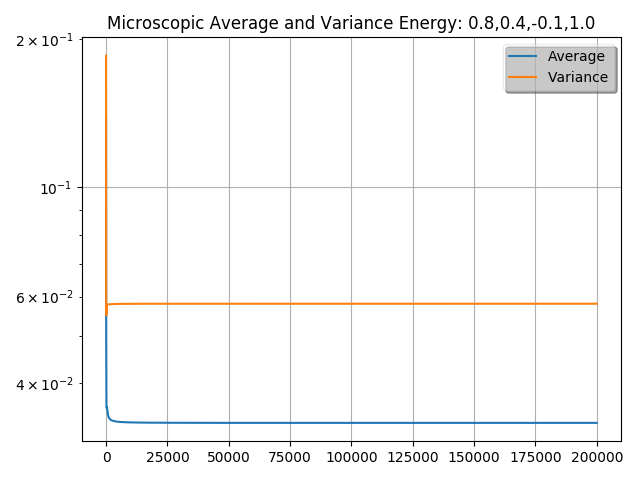 Microscopic Average and Variance Energy: 0.8,0.4,-0.1,1.0
2 × 10⁻¹
10⁻¹
6 × 10⁻²
4 × 10⁻²
Average
Variance
0 25000 50000 75000 100000 125000 150000 175000 200000